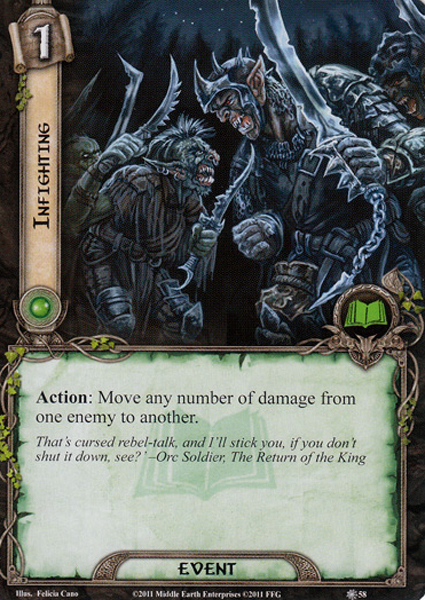 1
INFIGHTING
Action: Move any number of damage from
one enemy to another.
That's cursed rebel-talk, and I'll stick you, if you don't
shut it down, see?' –Orc Soldier, The Return of the King
EVENT
Illus. Felicia Cano
©2011 Middle Earth Enterprises ©2011 FFG
58